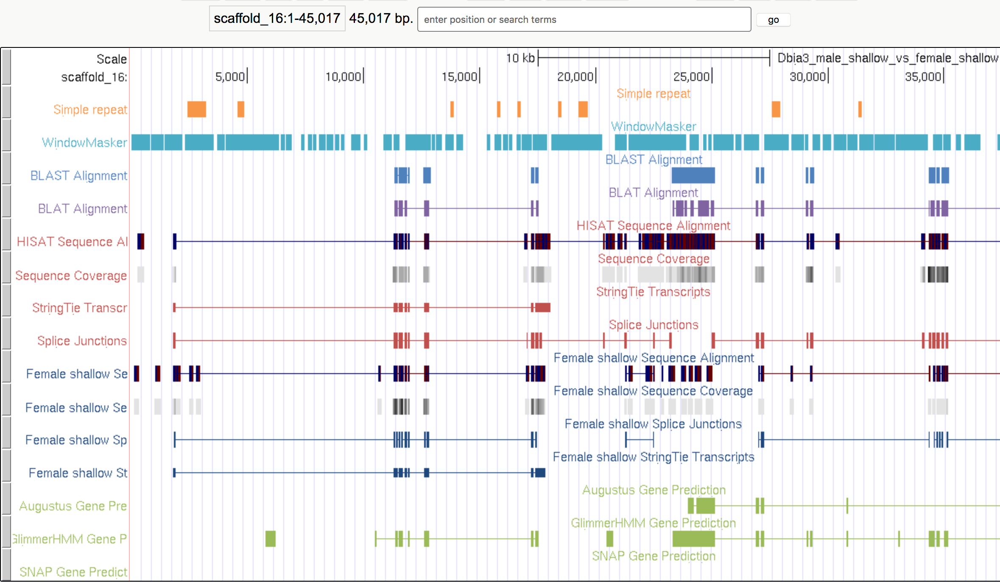 scaffold_16:1-45,017 45,017 bp. enter position or search terms go
Scale 10 kb Dbia3_male_shallow_vs_female_shallow
scaffold_16: 5,000 10,000 15,000 20,000 25,000 30,000 35,000
Simple repeat
Simple repeat
WindowMasker
WindowMasker
BLAST Alignment
BLAST Alignment
BLAT Alignment
BLAT Alignment
HISAT Sequence Alignment
HISAT Sequence Al
Sequence Coverage
Sequence Coverage
StringTie Transcripts
StringTie Transcr
Splice Junctions
Splice Junctions
Female shallow Sequence Alignment
Female shallow Se
Female shallow Sequence Coverage
Female shallow Se
Female shallow Splice Junctions
Female shallow Sp
Female shallow StringTie Transcripts
Female shallow St
Augustus Gene Prediction
Augustus Gene Pre
GlimmerHMM Gene Prediction
GlimmerHMM Gene P
SNAP Gene Prediction
SNAP Gene Predict